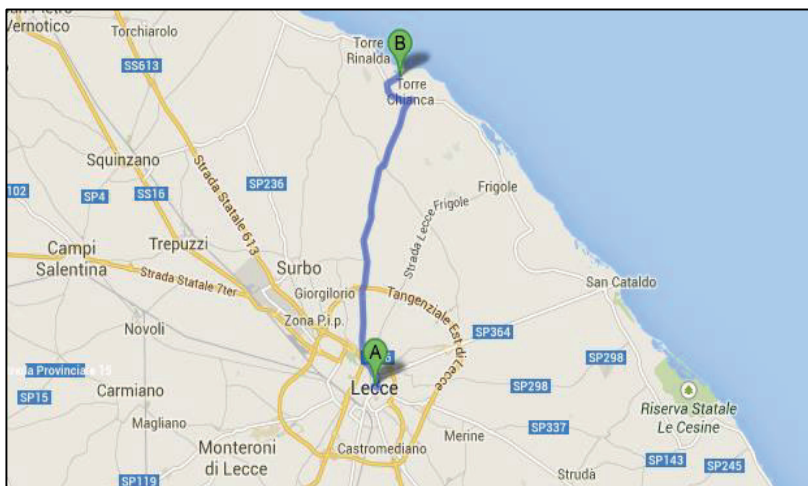 Vernotico
Torchiarolo
Torre
Rinalda
B
SS613
Torre
Chianca
Squinzano
Strada Statale 613
102
SS16
SP4
SP236
Frigole
Frigole
Strada Lecce
Campi
Salentina
Trepuzzi
Surbo
Strada Statale 7ter
Giorgilorio
Tangenziale Est di Lecce
San Cataldo
Zona P.i.p.
Novoli
SP364
A
Provinciale 15
SP298
SP298
Lecce
Carmiano
SP15
Riserva Statale
Le Cesine
Magliano
SP337
Merine
Monteroni
di Lecce
Castromediano
SP143
SP245
Strudà
SP119